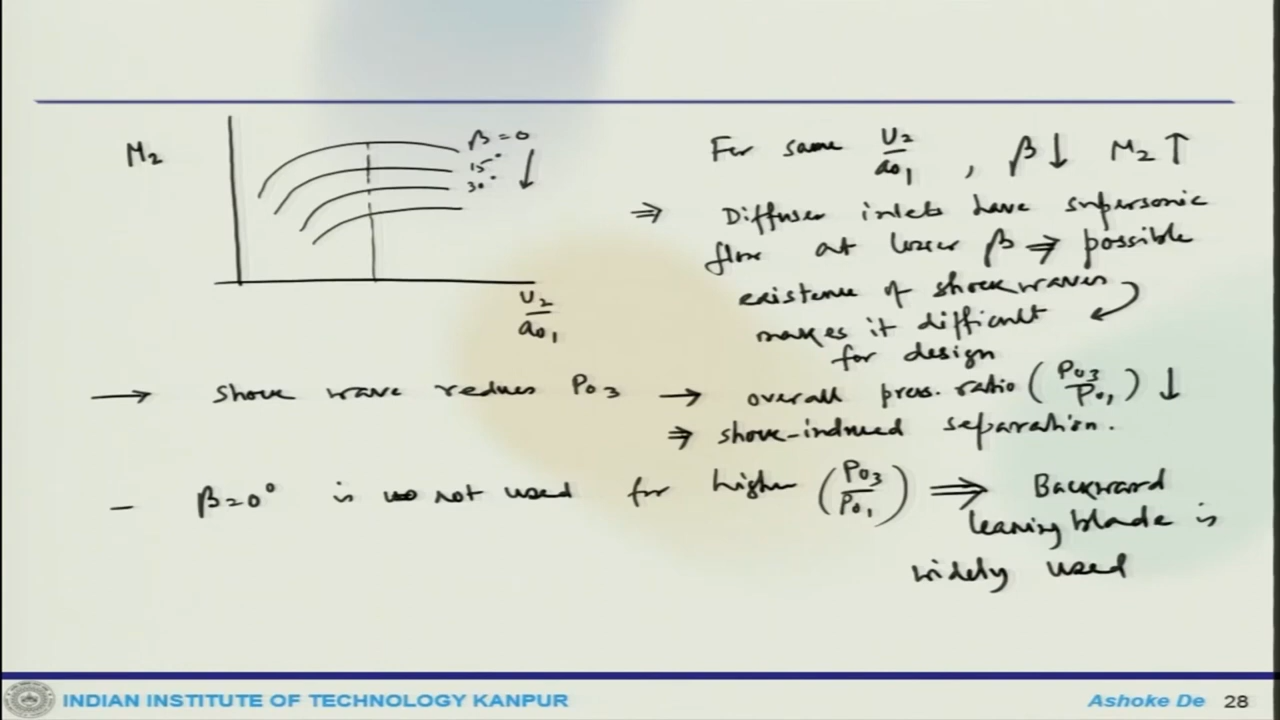 M2
β = 0
15°
30°
U2
a01
For same U2/a01 , β↓ M2↑
⇒ Diffuser inlets have supersonic
flow at lower β ⇒ possible
existence of shockwaves
makes it difficult
for design
→ Shock wave reduces P03 → overall press. ratio (P03/P01) ↓
⇒ shock-induced separation.
– β=0° is not used for higher (P03/P01) ⇒ Backward
leaning blade is
widely used
INDIAN INSTITUTE OF TECHNOLOGY KANPUR
Ashoke De 28